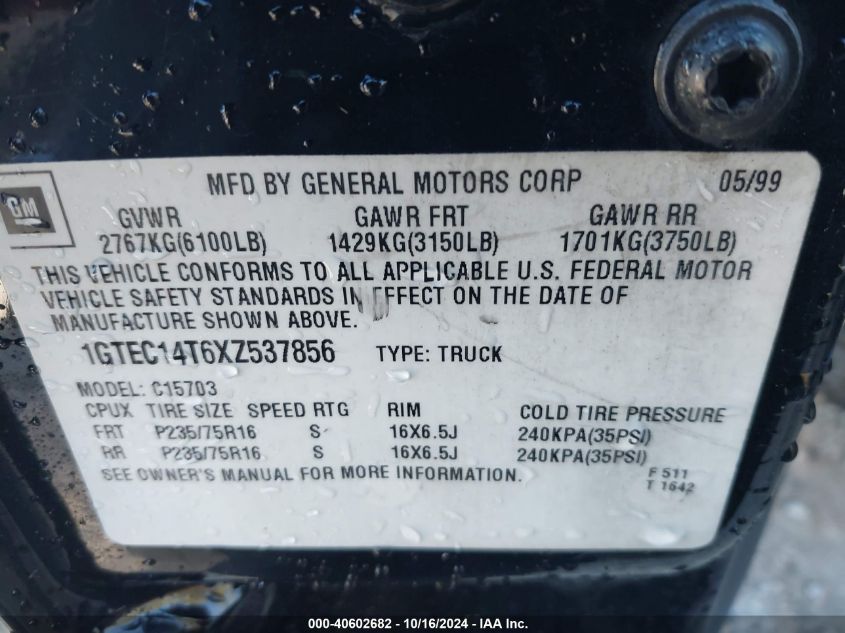 MFD BY GENERAL MOTORS CORP 05/99
GM
GVWR GAWR FRT GAWR RR
2767KG(6100LB) 1429KG(3150LB) 1701KG(3750LB)
THIS VEHICLE CONFORMS TO ALL APPLICABLE U.S. FEDERAL MOTOR
VEHICLE SAFETY STANDARDS IN EFFECT ON THE DATE OF
MANUFACTURE SHOWN ABOVE.
1GTEC14T6XZ537856 TYPE: TRUCK
MODEL: C15703
CPUX TIRE SIZE SPEED RTG RIM COLD TIRE PRESSURE
FRT P235/75R16 S 16X6.5J 240KPA(35PSI)
RR P235/75R16 S 16X6.5J 240KPA(35PSI)
SEE OWNER'S MANUAL FOR MORE INFORMATION.
F 511
T 1642
000-40602682 - 10/16/2024 - IAA Inc.